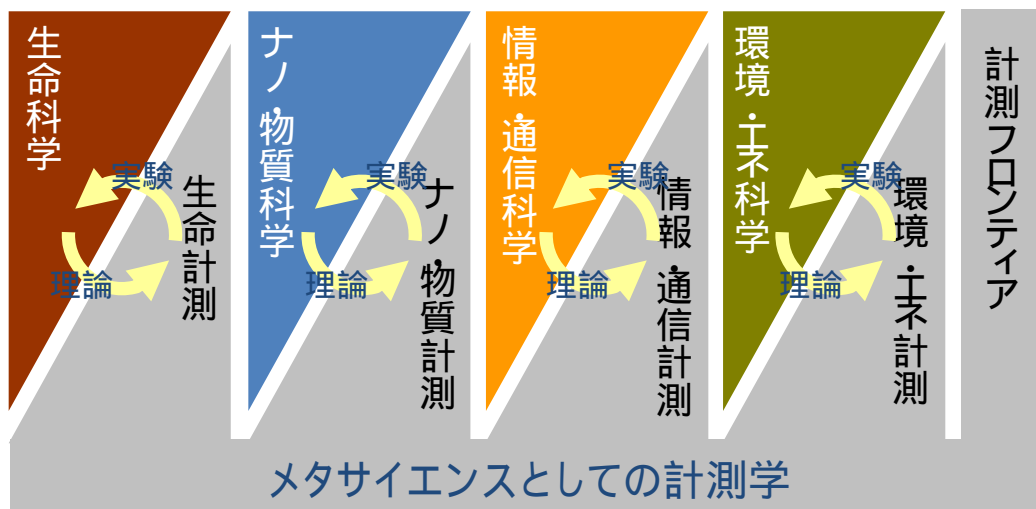 生命科学
実験
理論
生命計測
ナノ・物質科学
実験
理論
ナノ・物質計測
情報・通信科学
実験
理論
情報・通信計測
環境・エネ科学
実験
理論
環境・エネ計測
計測フロンティア
メタサイエンスとしての計測学